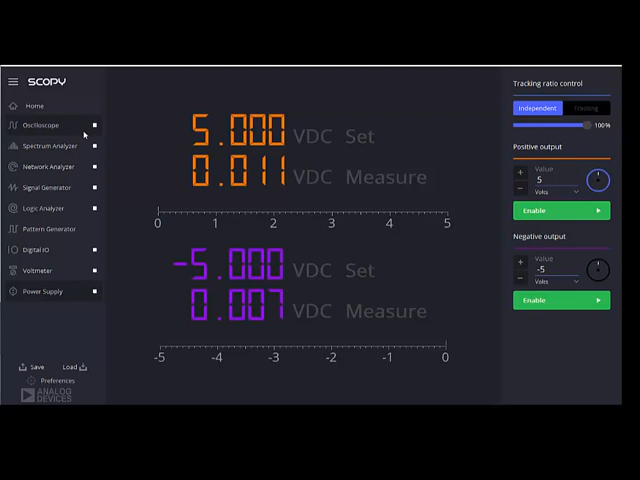 SCOPY
Home
Oscilloscope
Spectrum Analyzer
Network Analyzer
Signal Generator
Logic Analyzer
Pattern Generator
Digital IO
Voltmeter
Power Supply
Save Load
Preferences
ANALOG
DEVICES
5.000 VDC Set
0.011 VDC Measure
0 1 2 3 4 5
-5.000 VDC Set
0.007 VDC Measure
-5 -4 -3 -2 -1 0
Tracking ratio control
Independent Tracking
100%
Positive output
+ Value
5
- Volts
Enable
Negative output
+ Value
-5
- Volts
Enable